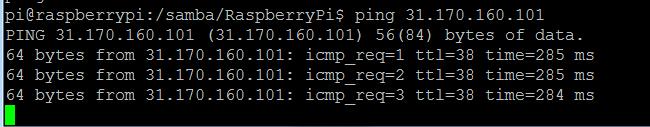 pi@raspberrypi:/samba/RaspberryPi$ ping 31.170.160.101
PING 31.170.160.101 (31.170.160.101) 56(84) bytes of data.
64 bytes from 31.170.160.101: icmp_req=1 ttl=38 time=285 ms
64 bytes from 31.170.160.101: icmp_req=2 ttl=38 time=285 ms
64 bytes from 31.170.160.101: icmp_req=3 ttl=38 time=284 ms